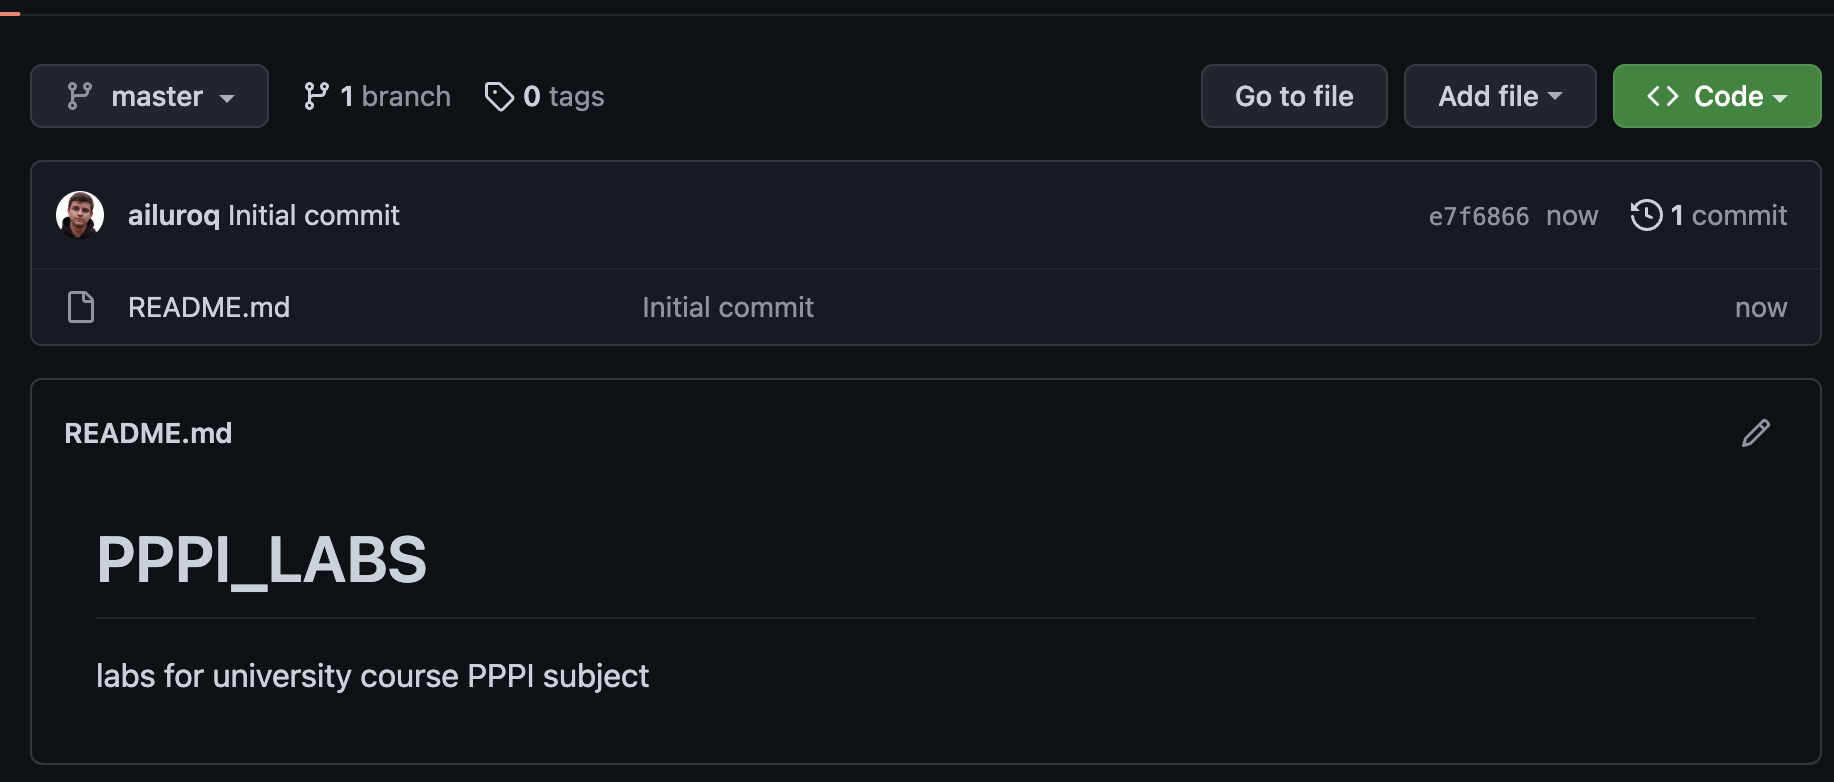 master 1 branch 0 tags Go to file Add file <> Code
ailuroq Initial commit e7f6866 now 1 commit
README.md Initial commit now
README.md
PPPI_LABS
labs for university course PPPI subject